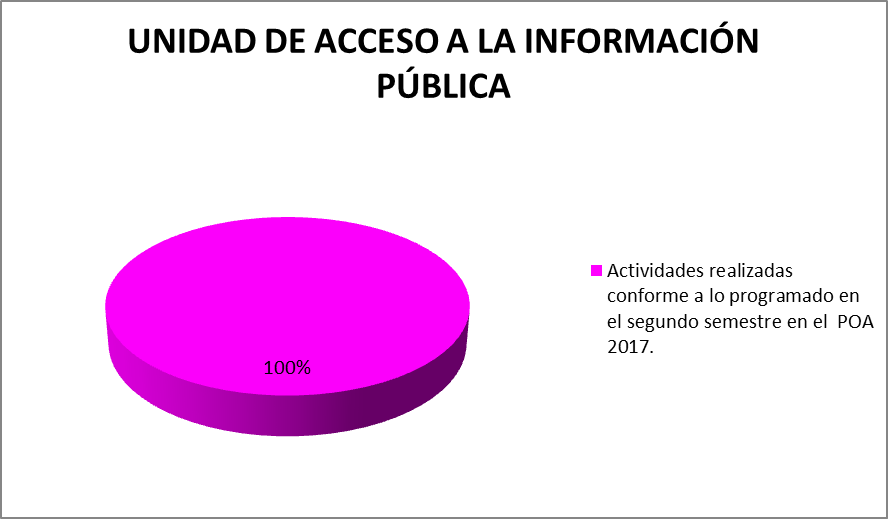 UNIDAD DE ACCESO A LA INFORMACIÓN
PÚBLICA
100%
Actividades realizadas
conforme a lo programado en
el segundo semestre en el  POA
2017.